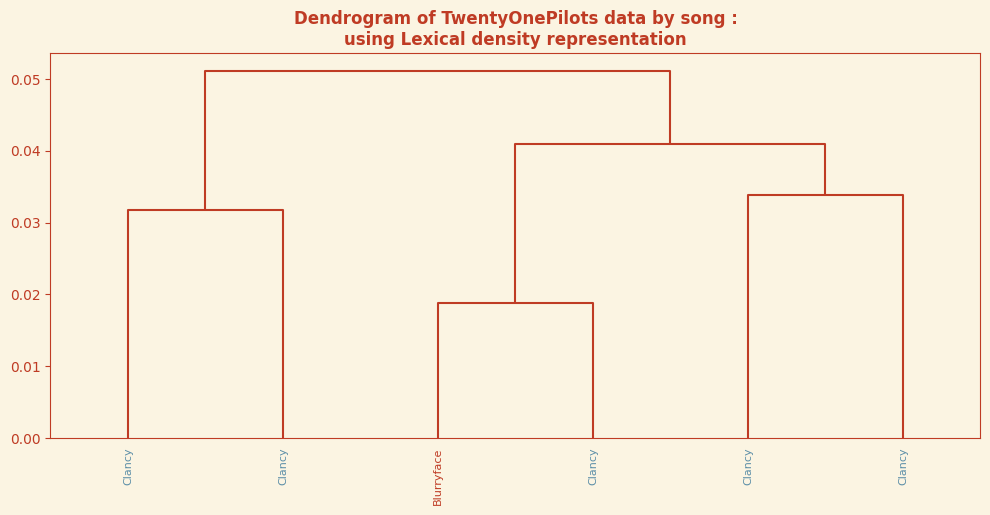 Dendrogram of TwentyOnePilots data by song :
using Lexical density representation
0.05
0.04
0.03
0.02
0.01
0.00
Clancy
Clancy
Blurryface
Clancy
Clancy
Clancy